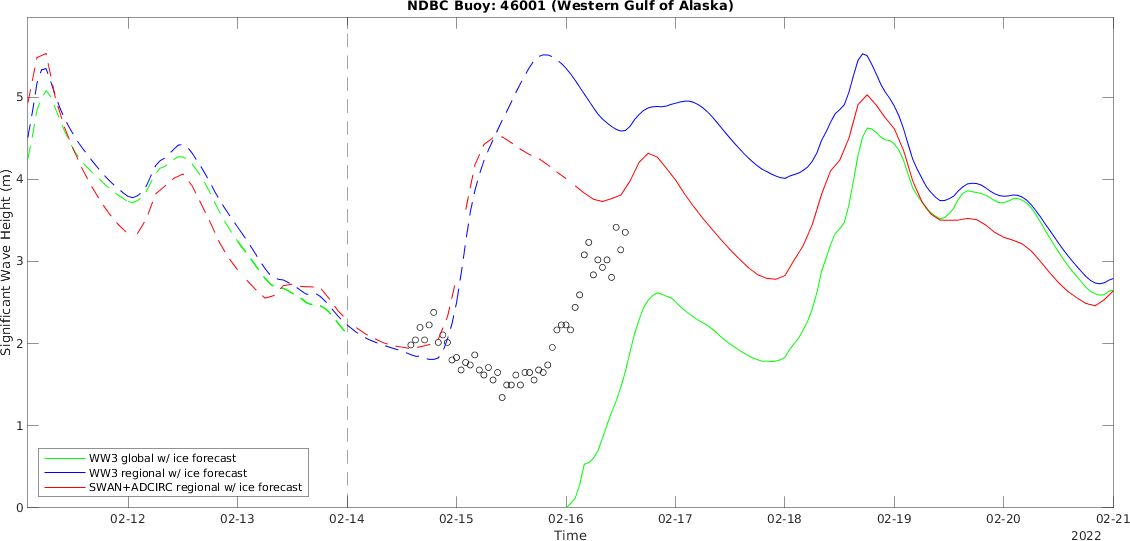 NDBC Buoy: 46001 (Western Gulf of Alaska)
Significant Wave Height (m)
5
4
3
2
1
0
WW3 global w/ ice forecast
WW3 regional w/ ice forecast
SWAN+ADCIRC regional w/ ice forecast
02-12 02-13 02-14 02-15 02-16 02-17 02-18 02-19 02-20 02-21
Time
2022